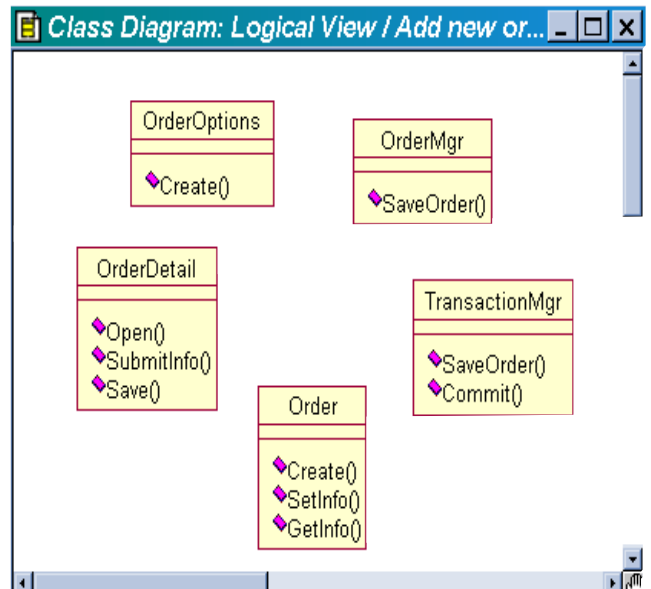 Class Diagram: Logical View / Add new or...
OrderOptions
Create()
OrderMgr
SaveOrder()
OrderDetail
Open()
SubmitInfo()
Save()
TransactionMgr
SaveOrder()
Commit()
Order
Create()
SetInfo()
GetInfo()